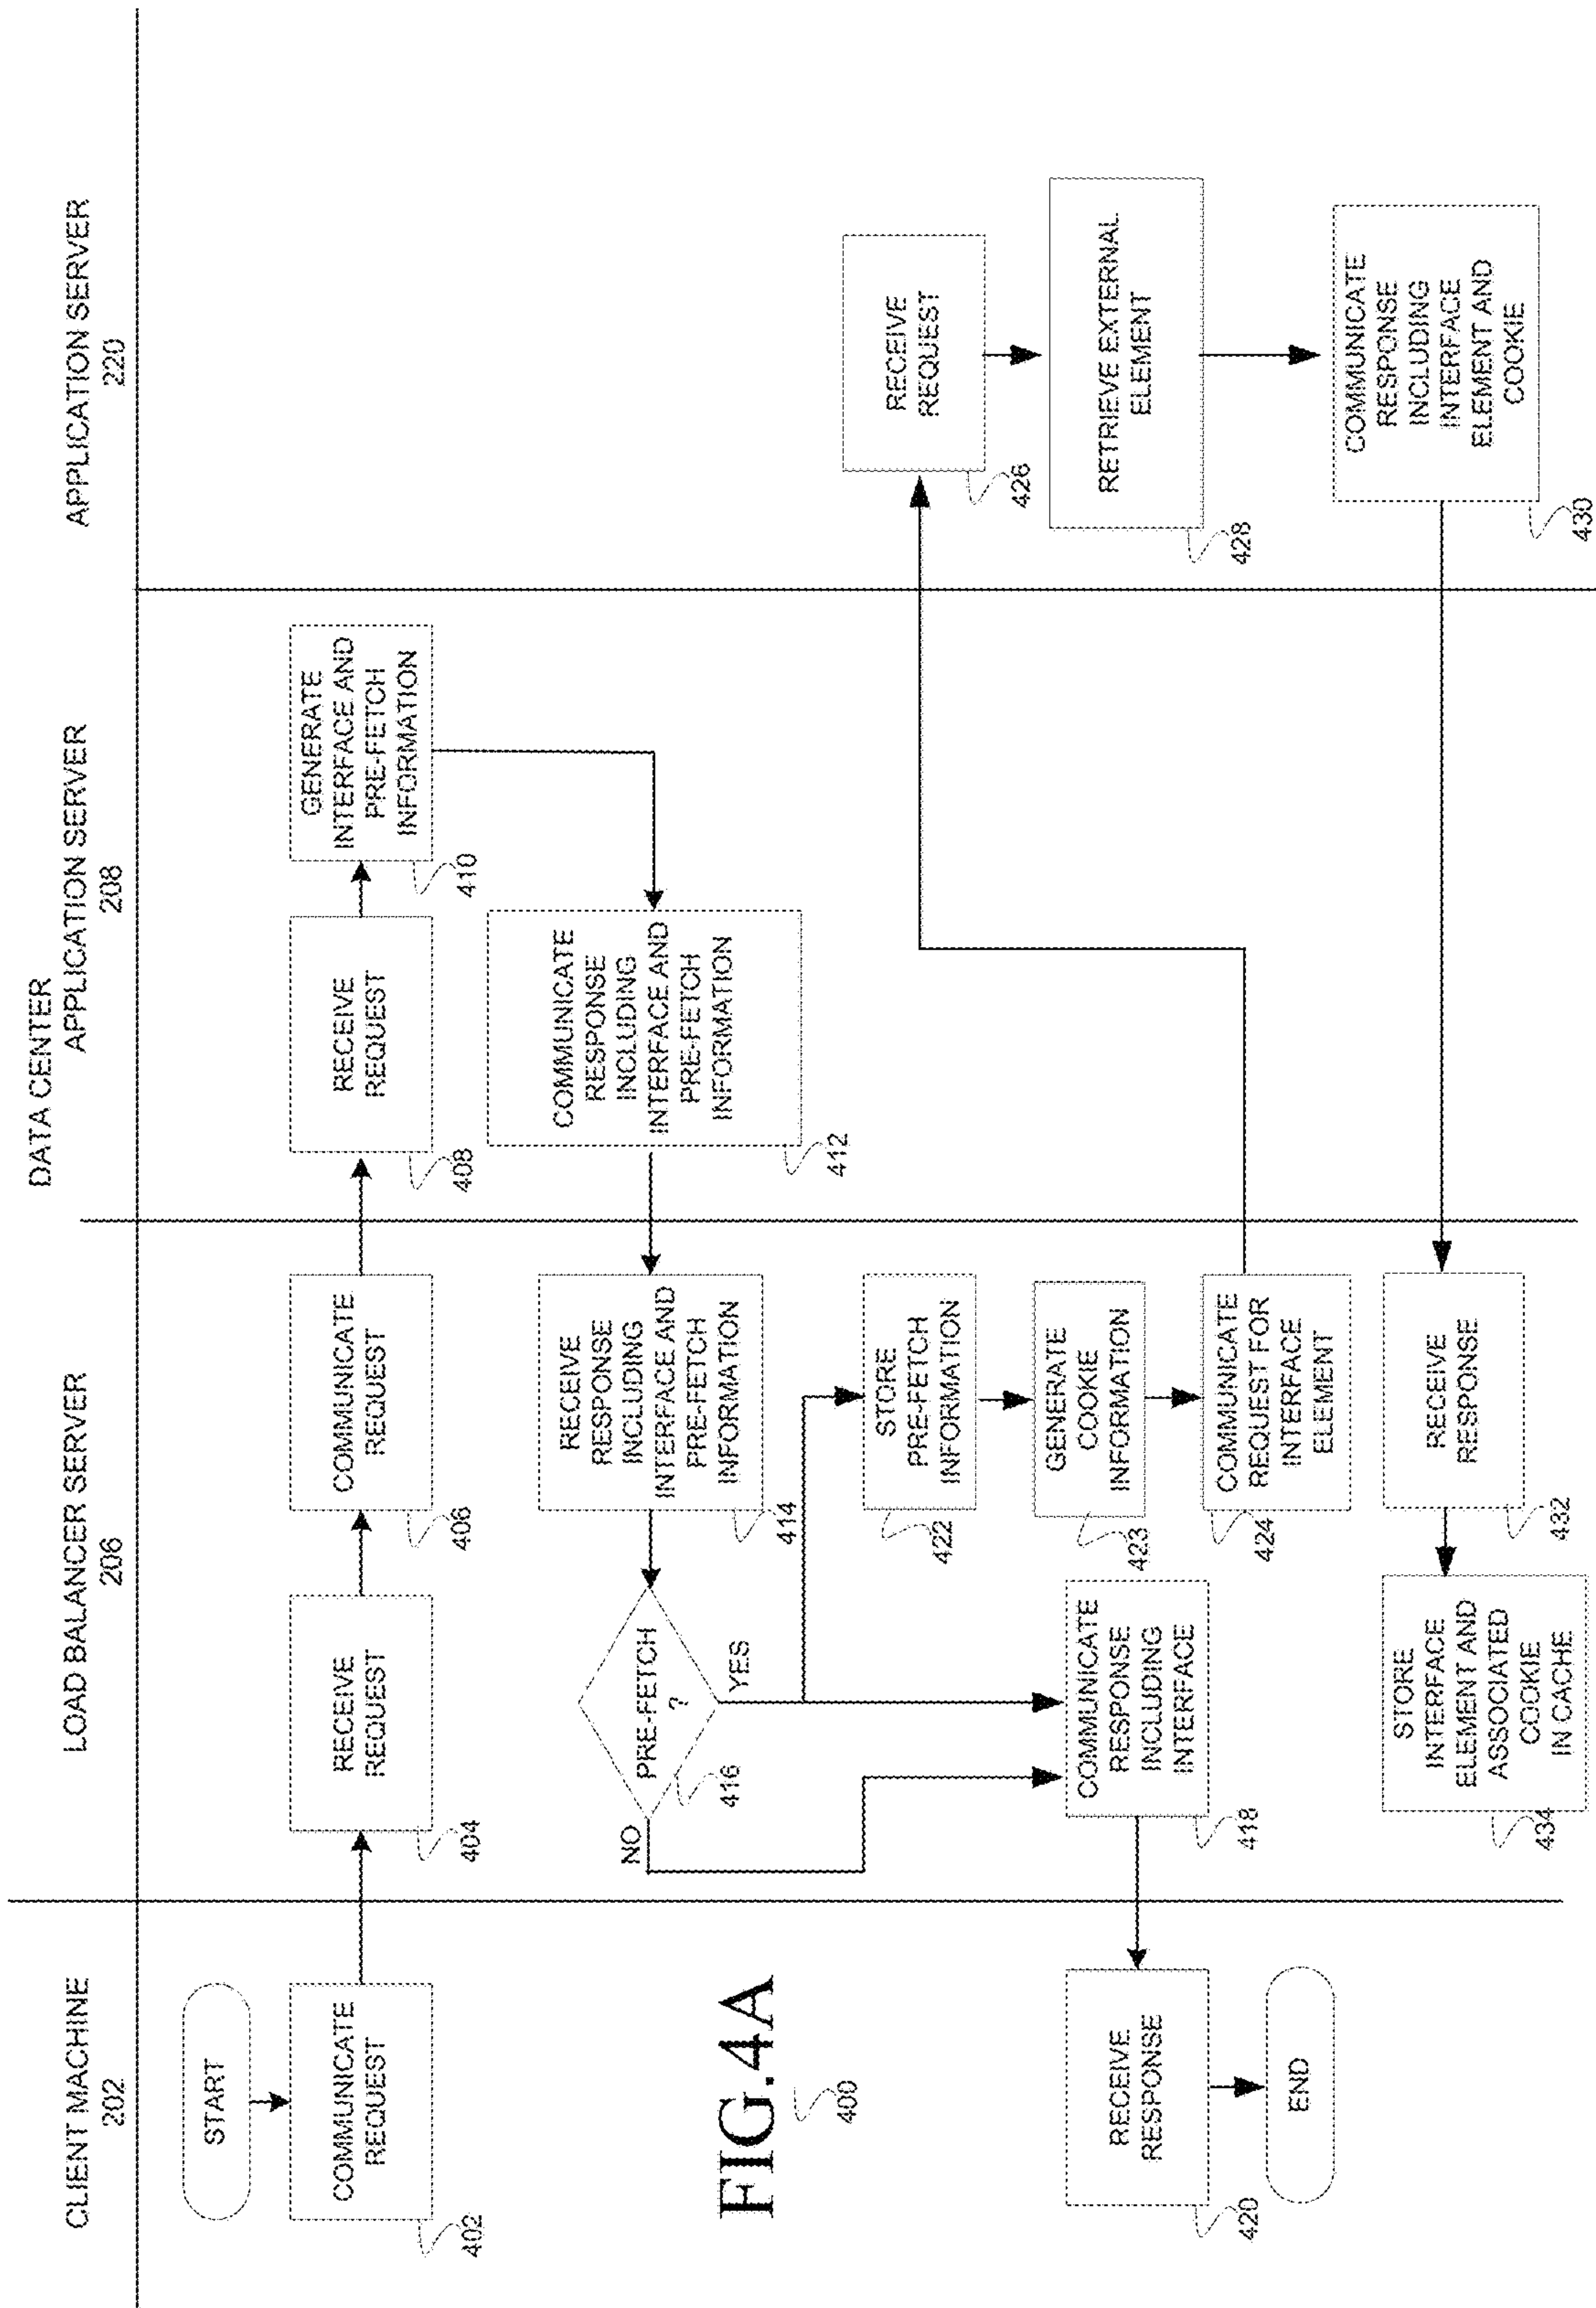 DATA CENTER
CLIENT MACHINE
202
LOAD BALANCER SERVER
206
APPLICATION SERVER
208
APPLICATION SERVER
220
START
COMMUNICATE
REQUEST
402
RECEIVE
REQUEST
404
COMMUNICATE
REQUEST
406
RECEIVE
REQUEST
408
GENERATE
INTERFACE AND
PRE-FETCH
INFORMATION
410
COMMUNICATE
RESPONSE
INCLUDING
INTERFACE AND
PRE-FETCH
INFORMATION
412
RECEIVE
RESPONSE
INCLUDING
INTERFACE AND
PRE-FETCH
INFORMATION
414
PRE-FETCH
?
416
NO
YES
STORE
PRE-FETCH
INFORMATION
422
GENERATE
COOKIE
INFORMATION
423
COMMUNICATE
REQUEST FOR
INTERFACE
ELEMENT
424
RECEIVE
REQUEST
426
RETRIEVE EXTERNAL
ELEMENT
428
COMMUNICATE
RESPONSE
INCLUDING
INTERFACE
ELEMENT AND
COOKIE
430
COMMUNICATE
RESPONSE
INCLUDING
INTERFACE
418
RECEIVE
RESPONSE
420
END
RECEIVE
RESPONSE
432
STORE
INTERFACE
ELEMENT AND
ASSOCIATED
COOKIE
IN CACHE
434
FIG.4A
400